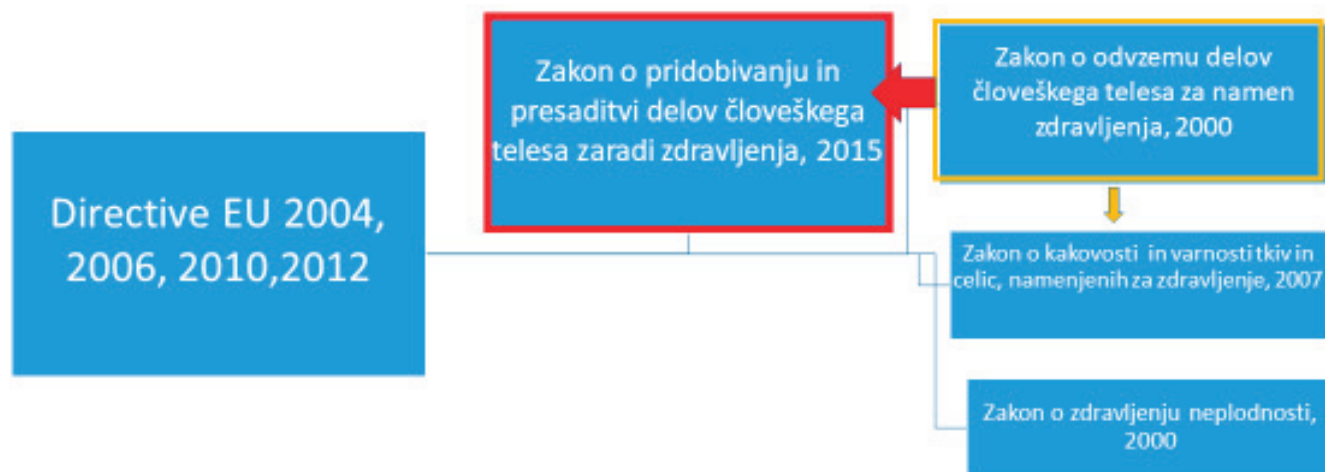 Directive EU 2004,
2006, 2010,2012
Zakon o pridobivanju in
presaditvi delov človeškega
telesa zaradi zdravljenja, 2015
Zakon o odvzemu delov
človeškega telesa za namen
zdravljenja, 2000
Zakon o kakovosti in varnosti tkiv in
celic, namenjenih za zdravljenje, 2007
Zakon o zdravljenju neplodnosti,
2000